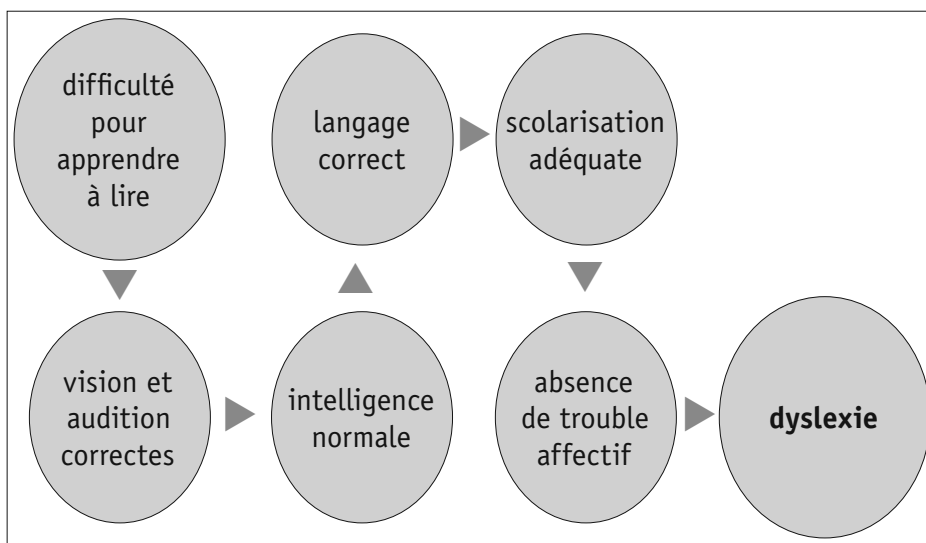 difficulté
pour
apprendre
à lire
vision et
audition
correctes
intelligence
normale
langage
correct
scolarisation
adéquate
absence
de trouble
affectif
dyslexie